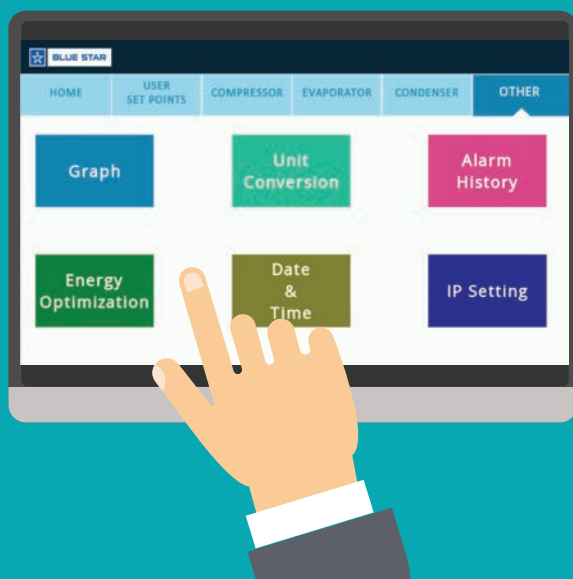 BLUE STAR
HOME
USER
SET POINTS
COMPRESSOR
EVAPORATOR
CONDENSER
OTHER
Graph
Unit
Conversion
Alarm
History
Energy
Optimization
Date
&
Time
IP Setting